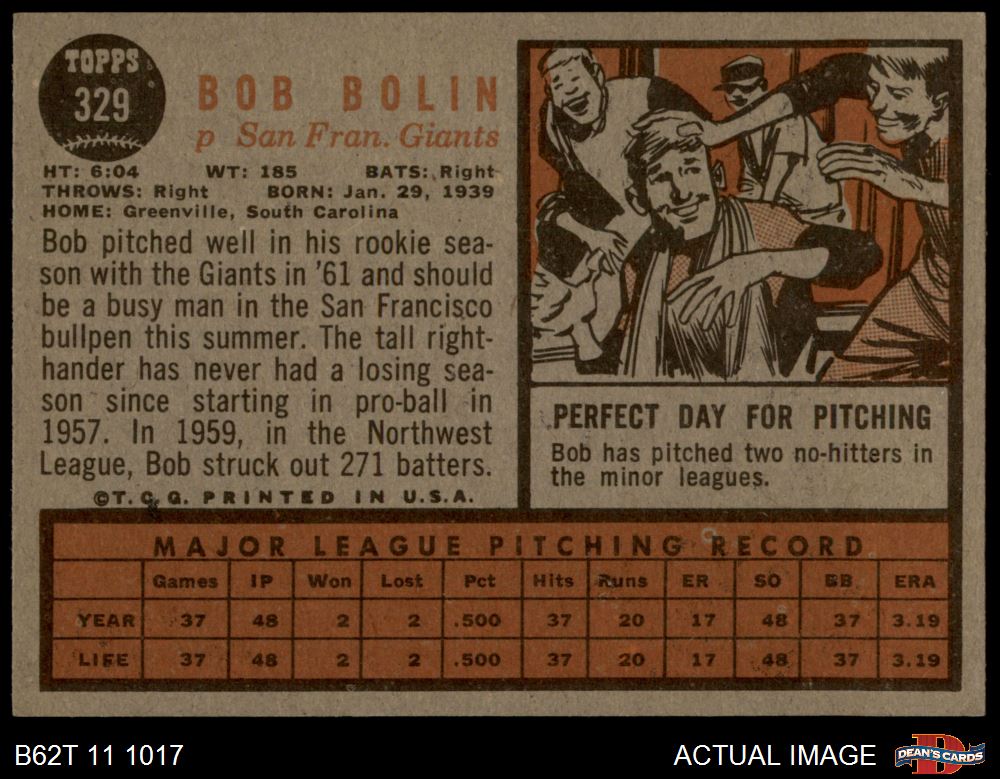 TOPPS
329
BOB BOLIN
p San Fran. Giants
HT: 6:04 WT: 185 BATS: Right
THROWS: Right BORN: Jan. 29, 1939
HOME: Greenville, South Carolina
Bob pitched well in his rookie sea-
son with the Giants in '61 and should
be a busy man in the San Francisco
bullpen this summer. The tall right-
hander has never had a losing sea-
son since starting in pro-ball in
1957. In 1959, in the Northwest
League, Bob struck out 271 batters.
©T.C.G. PRINTED IN U.S.A.
PERFECT DAY FOR PITCHING
Bob has pitched two no-hitters in
the minor leagues.
MAJOR LEAGUE PITCHING RECORD
Games IP Won Lost Pct Hits Runs ER SO BB ERA
YEAR 37 48 2 2 .500 37 20 17 48 37 3.19
LIFE 37 48 2 2 .500 37 20 17 48 37 3.19
B62T 11 1017
ACTUAL IMAGE
DEAN'S CARDS